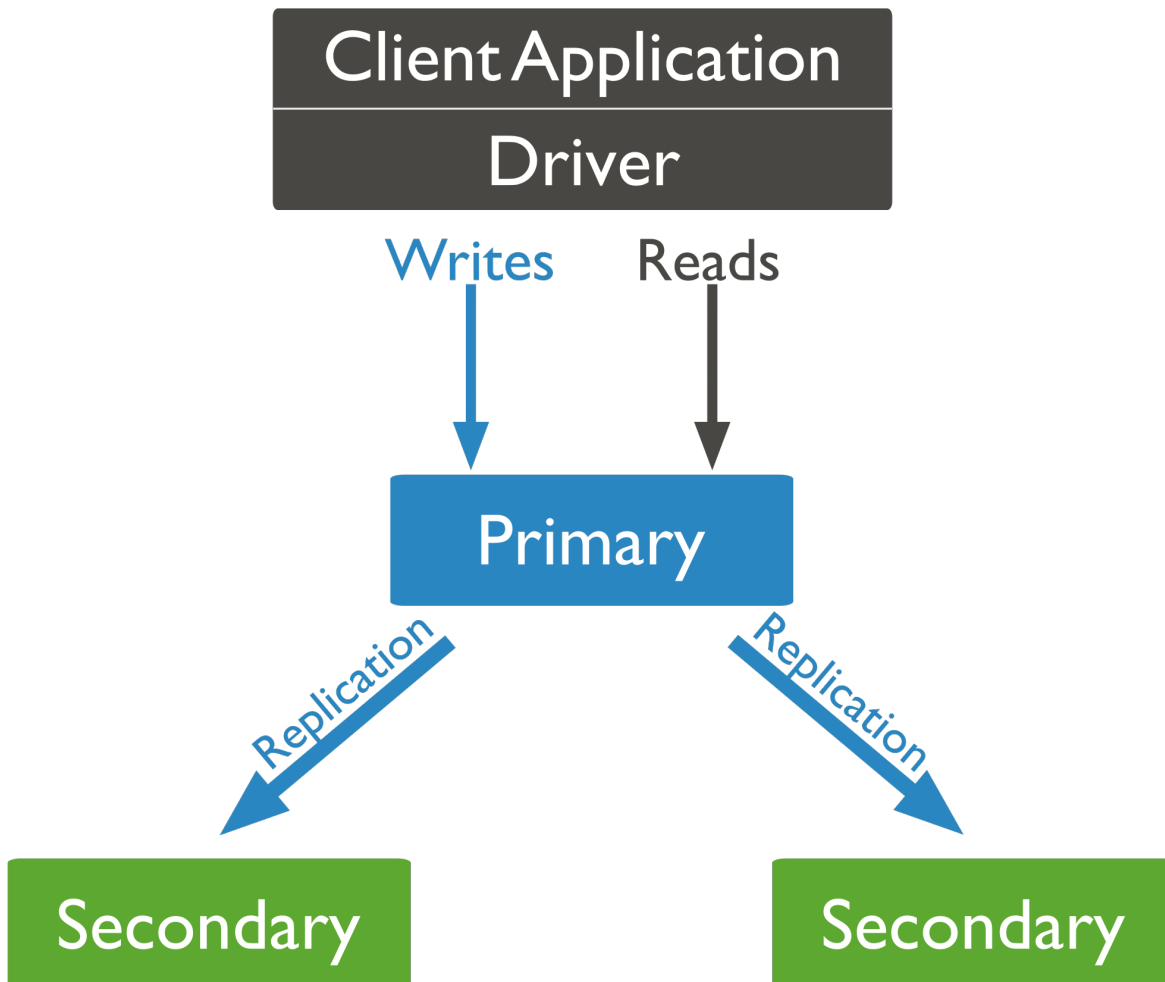 Client Application
Driver
Writes
Reads
Primary
Replication
Replication
Secondary
Secondary